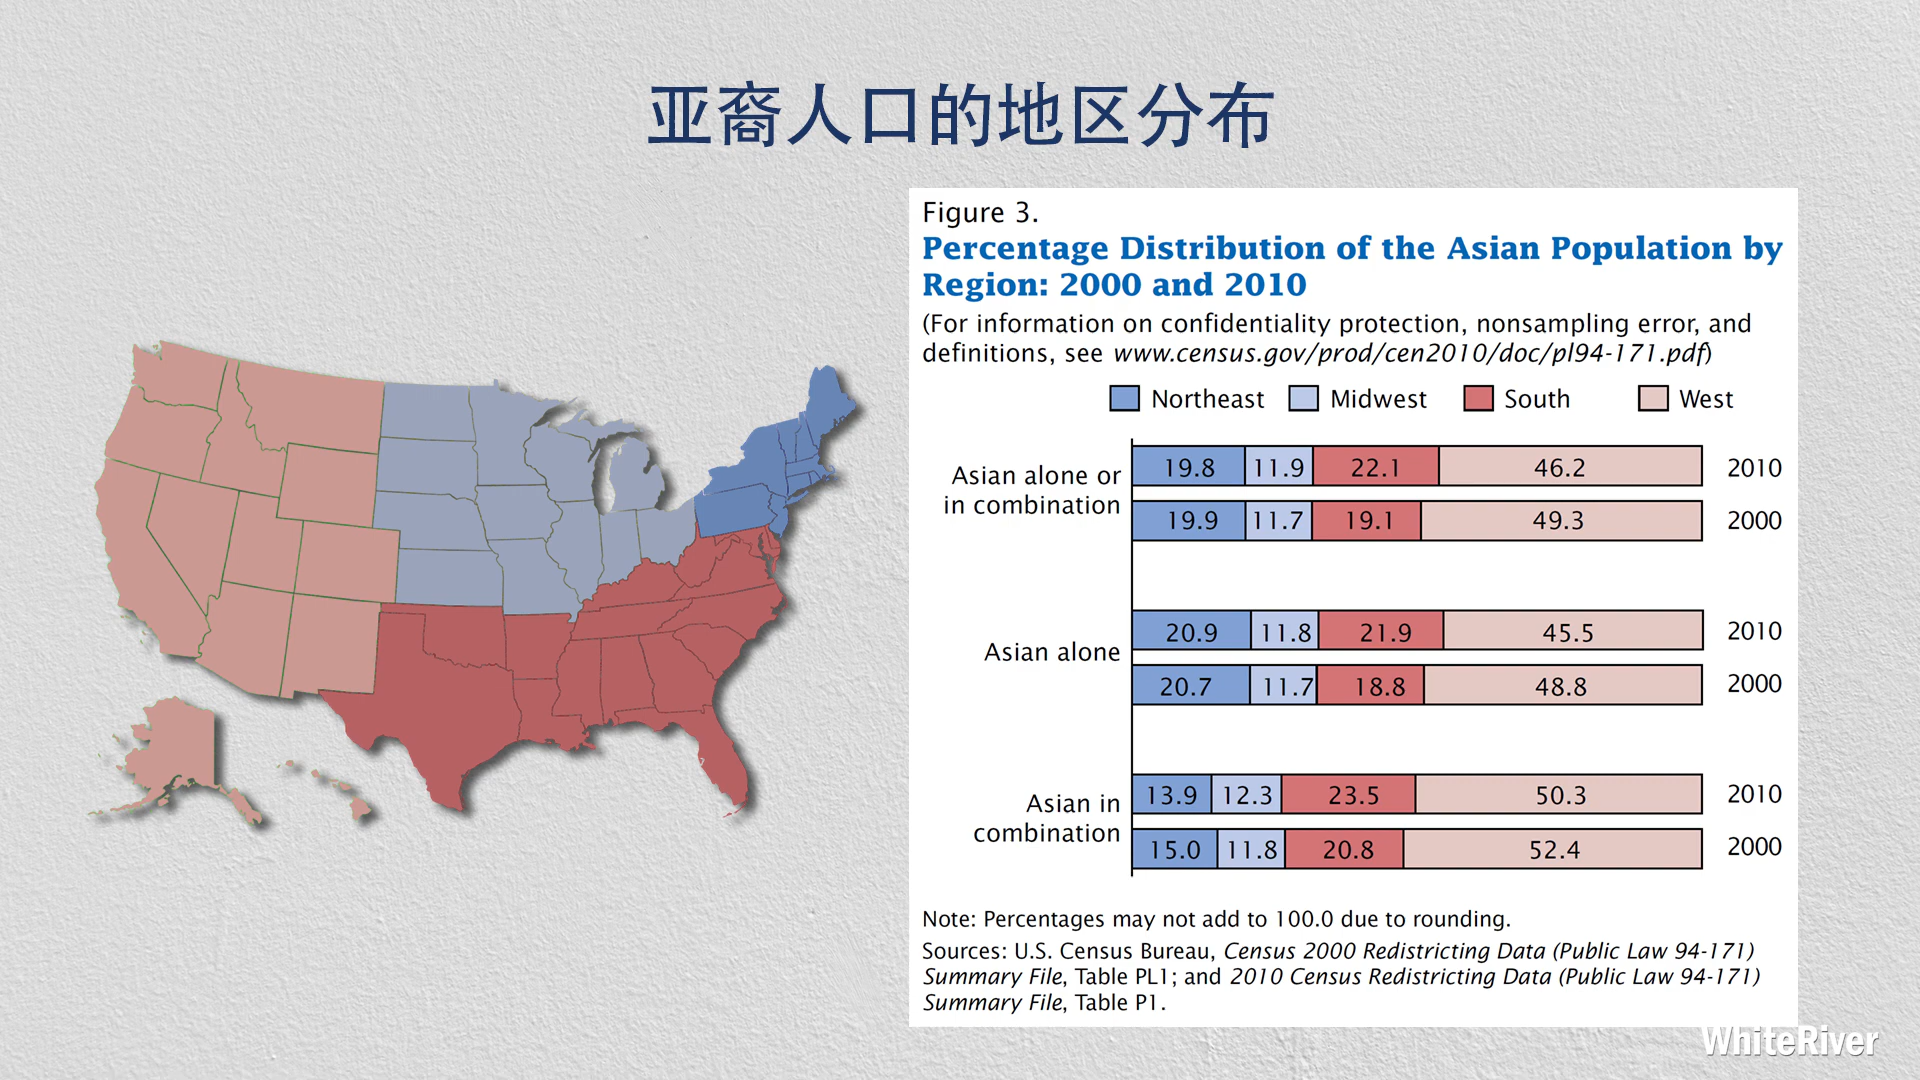 亚裔人口的地区分布
Figure 3.
Percentage Distribution of the Asian Population by
Region: 2000 and 2010
(For information on confidentiality protection, nonsampling error, and
definitions, see www.census.gov/prod/cen2010/doc/pl94-171.pdf)
Northeast Midwest South West
Asian alone or
in combination
19.8 11.9 22.1 46.2 2010
19.9 11.7 19.1 49.3 2000
Asian alone
20.9 11.8 21.9 45.5 2010
20.7 11.7 18.8 48.8 2000
Asian in
combination
13.9 12.3 23.5 50.3 2010
15.0 11.8 20.8 52.4 2000
Note: Percentages may not add to 100.0 due to rounding.
Sources: U.S. Census Bureau, Census 2000 Redistricting Data (Public Law 94-171)
Summary File, Table PL1; and 2010 Census Redistricting Data (Public Law 94-171)
Summary File, Table P1.
WhiteRiver